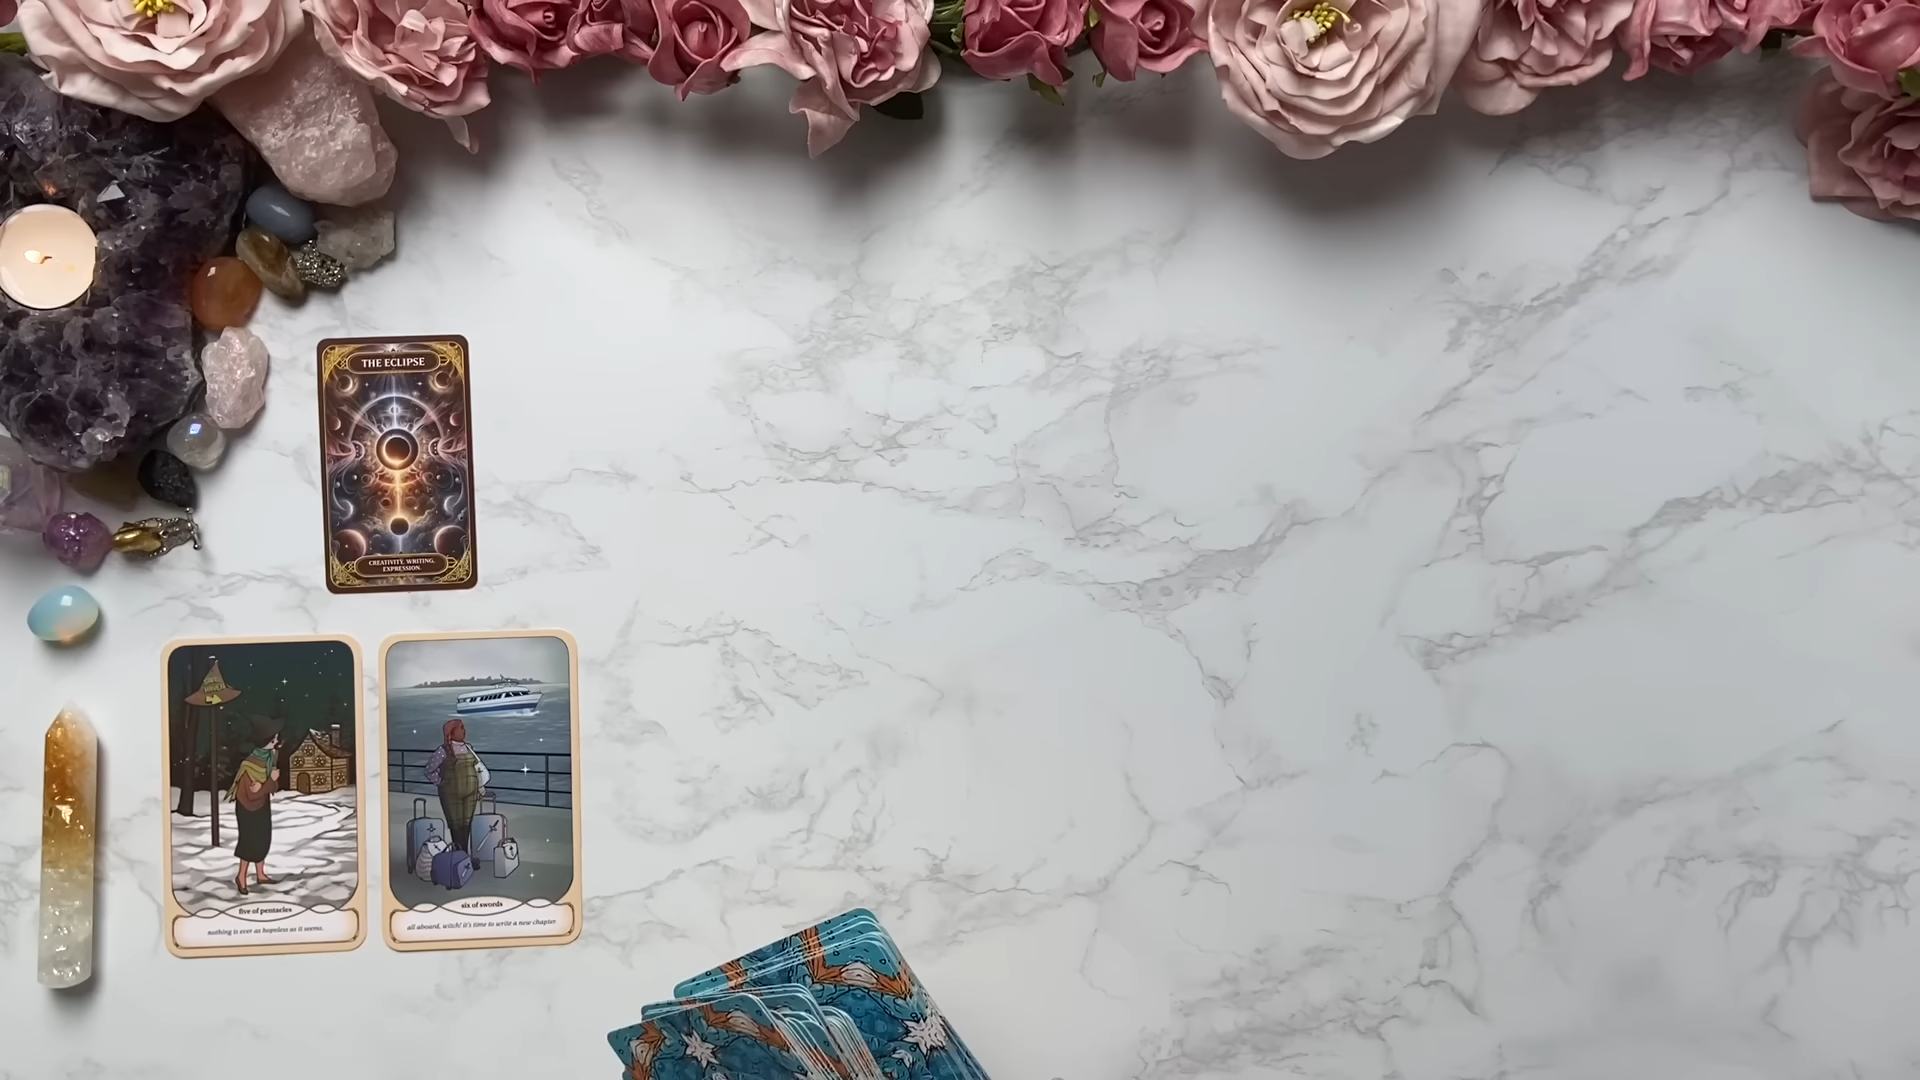 THE ECLIPSE
CREATIVITY. WRITING.
EXPRESSION.
five of pentacles
nothing is ever as hopeless as it seems.
six of swords
all aboard, witch! it's time to write a new chapter